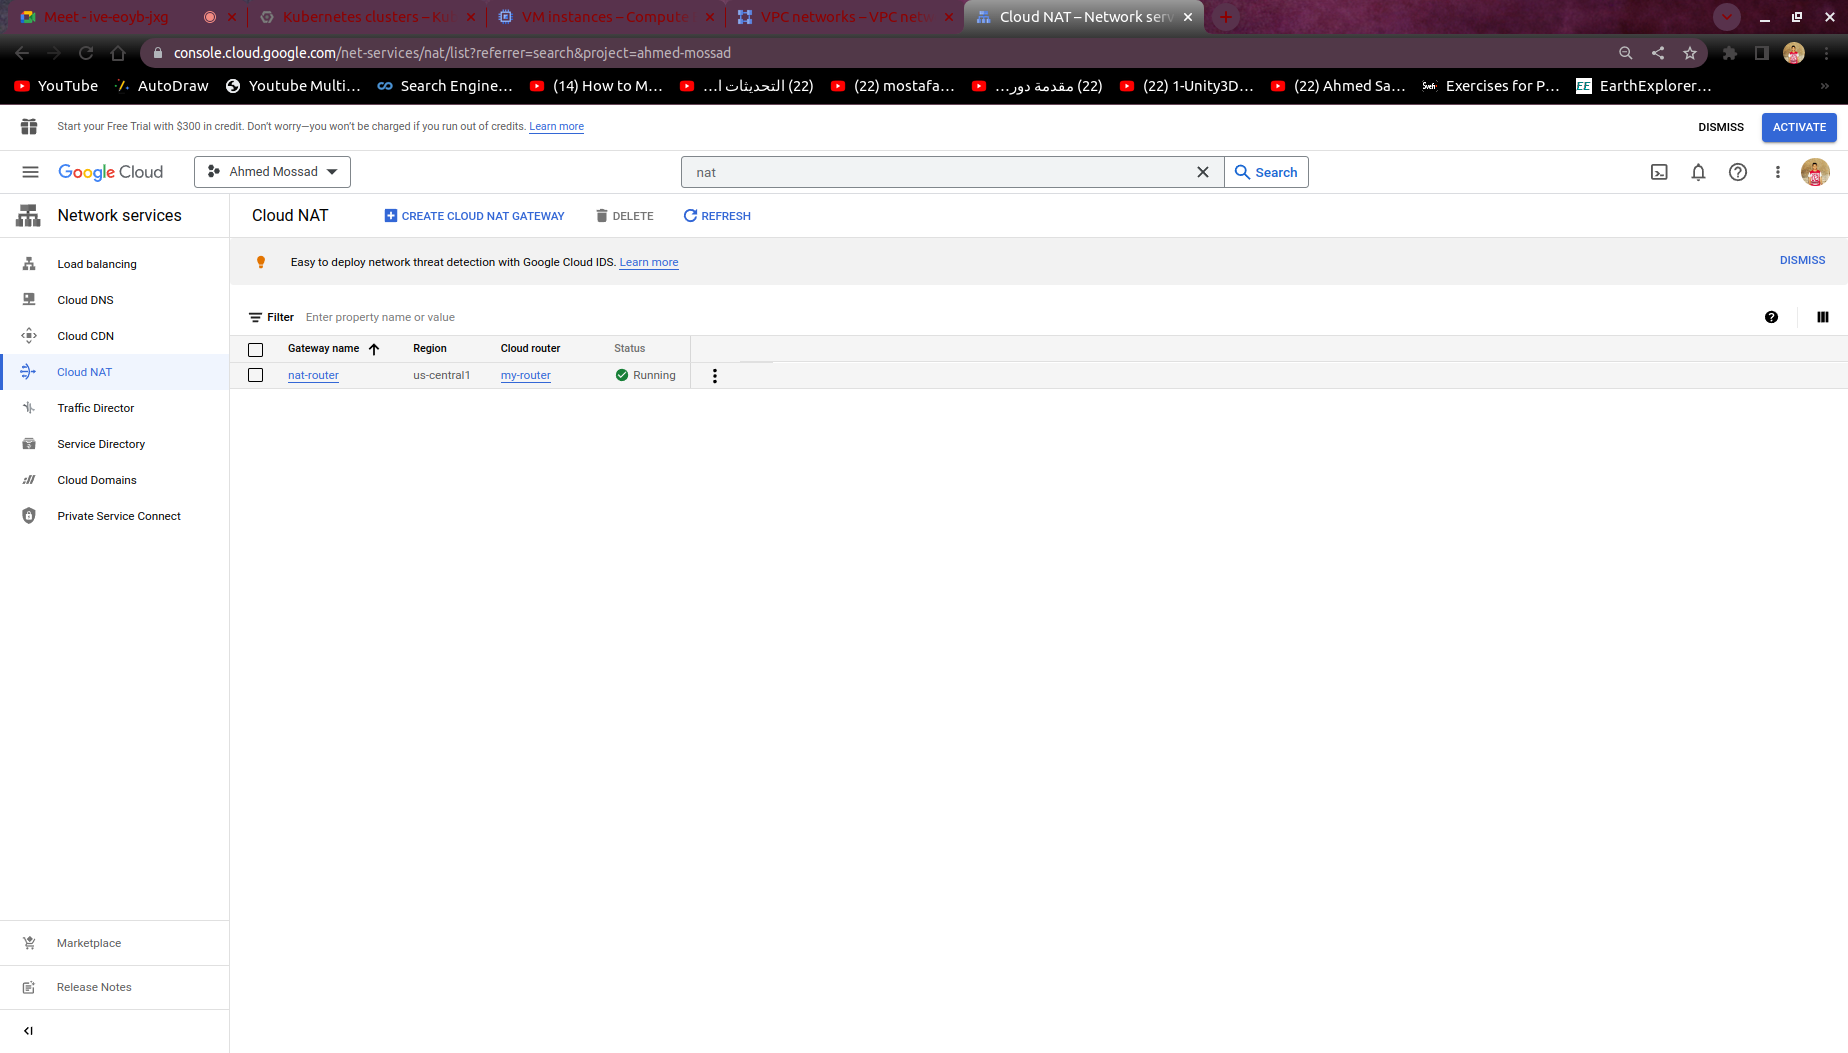 Meet - ive-eoyb-jxg
Kubernetes clusters – Ku
VM instances – Compute
VPC networks – VPC netw
Cloud NAT – Network serv
console.cloud.google.com/net-services/nat/list?referrer=search&project=ahmed-mossad
YouTube
AutoDraw
Youtube Multi...
Search Engine...
(14) How to M...
(22) التحديثات ا...
(22) mostafa...
(22) مقدمة دور...
(22) 1-Unity3D...
(22) Ahmed Sa...
Exercises for P...
EE EarthExplorer...
Start your Free Trial with $300 in credit. Don't worry—you won't be charged if you run out of credits. Learn more
DISMISS
ACTIVATE
Google Cloud
Ahmed Mossad
nat
Search
Network services
Cloud NAT
CREATE CLOUD NAT GATEWAY
DELETE
REFRESH
Load balancing
Cloud DNS
Cloud CDN
Cloud NAT
Traffic Director
Service Directory
Cloud Domains
Private Service Connect
Easy to deploy network threat detection with Google Cloud IDS. Learn more
DISMISS
Filter Enter property name or value
Gateway name Region Cloud router Status
nat-router us-central1 my-router Running
Marketplace
Release Notes